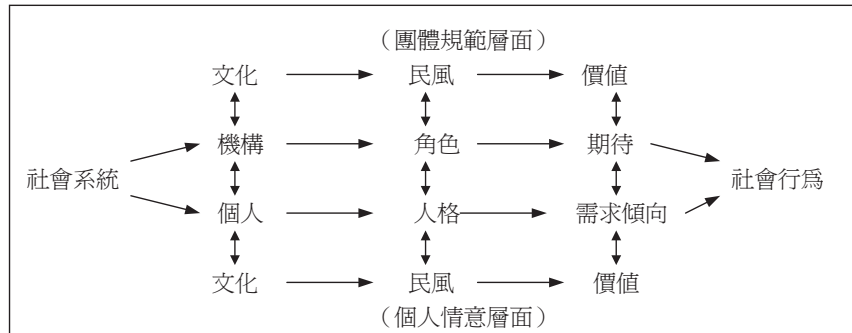 （團體規範層面）
文化 民風 價值
機構 角色 期待
社會系統 社會行為
個人 人格 需求傾向
文化 民風 價值
（個人情意層面）